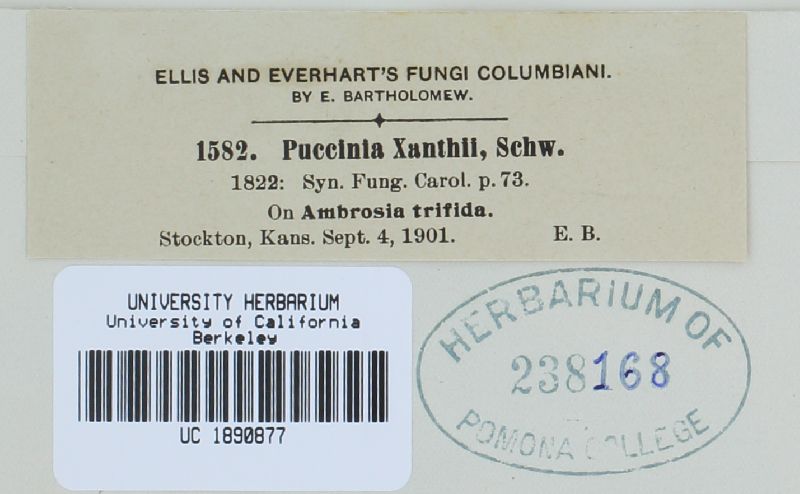 ELLIS AND EVERHART'S FUNGI COLUMBIANI.
BY E. BARTHOLOMEW.
1582. Puccinia Xanthii, Schw.
1822: Syn. Fung. Carol. p. 73.
On Ambrosia trifida.
Stockton, Kans. Sept. 4, 1901. E. B.
UNIVERSITY HERBARIUM
University of California
Berkeley
UC 1890877
HERBARIUM OF
238168
POMONA COLLEGE